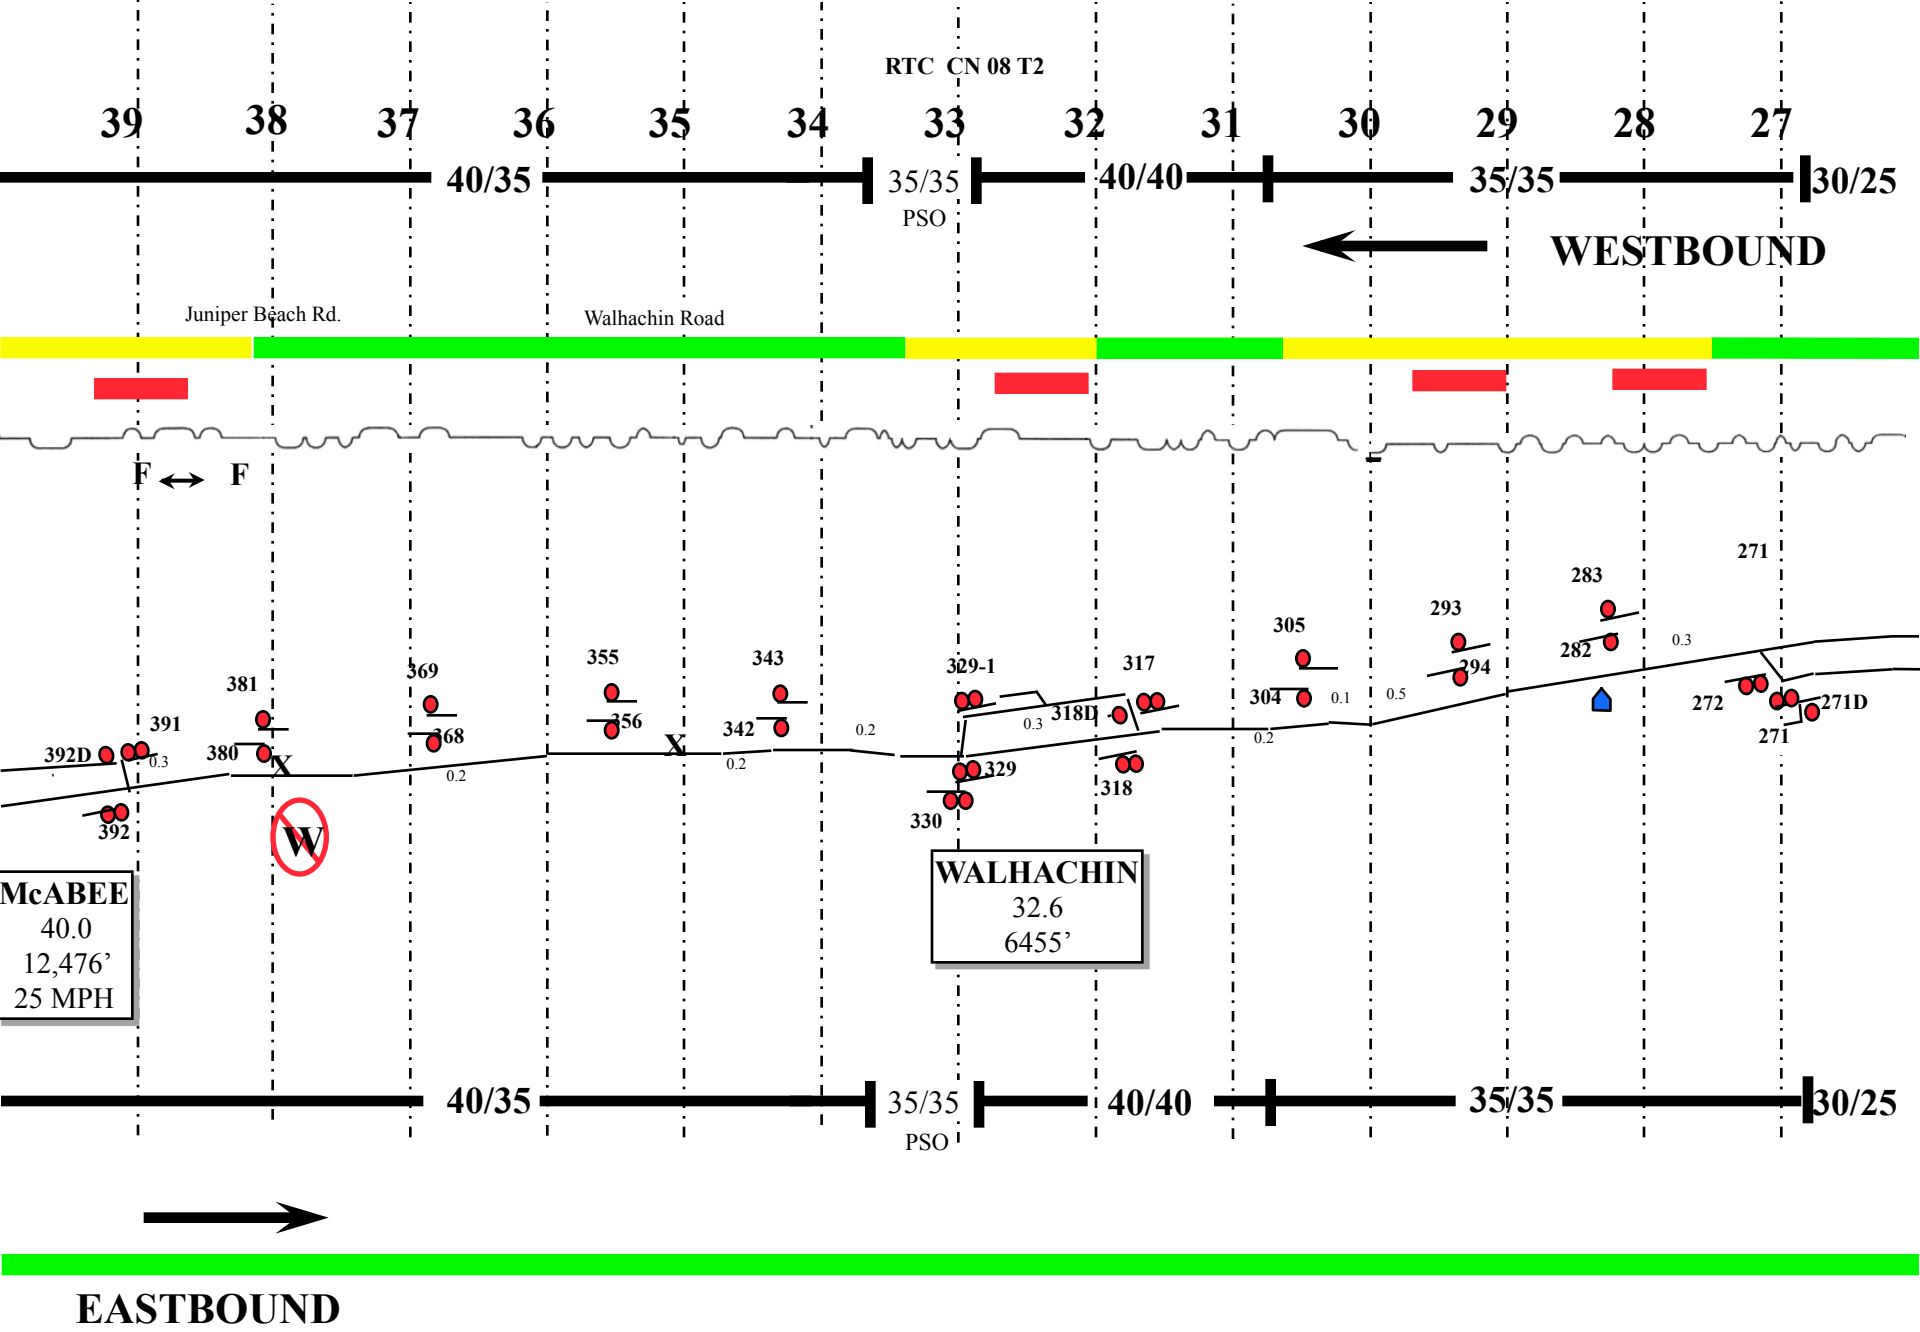 RTC CN 08 T2
39 38 37 36 35 34 33 32 31 30 29 28 27
40/35 35/35 40/40 35/35 30/25
PSO
WESTBOUND
Juniper Beach Rd. Walhachin Road
F F
271
283
293
305 282 0.3
355 343 329-1 317 294
369 304 0.1 0.5 272 271D
381 356 342 0.2 0.3 318D 0.2 271
391 368
392D 380 X 0.3 X 0.2 0.2 329
318
392 W 330
McABEE
40.0
12,476’
25 MPH
WALHACHIN
32.6
6455’
40/35 35/35 40/40 35/35 30/25
PSO
EASTBOUND